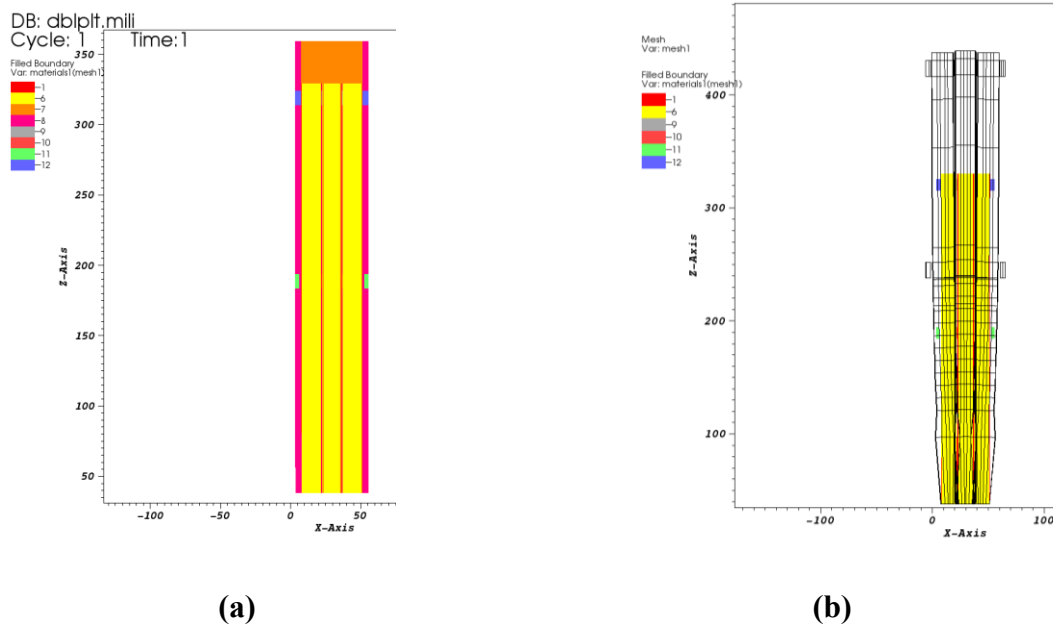 DB: dblplt.mili
Cycle: 1 Time:1
Filled Boundary
Var: materials1(mesh1)
1
6
7
8
9
10
11
12
350
300
250
200
150
100
50
Z-Axis
-100
-50
0
50
X-Axis
(a)
Mesh
Var: mesh1
Filled Boundary
Var: materials1(mesh1)
1
6
9
10
11
12
400
300
200
100
Z-Axis
-100
0
100
X-Axis
(b)